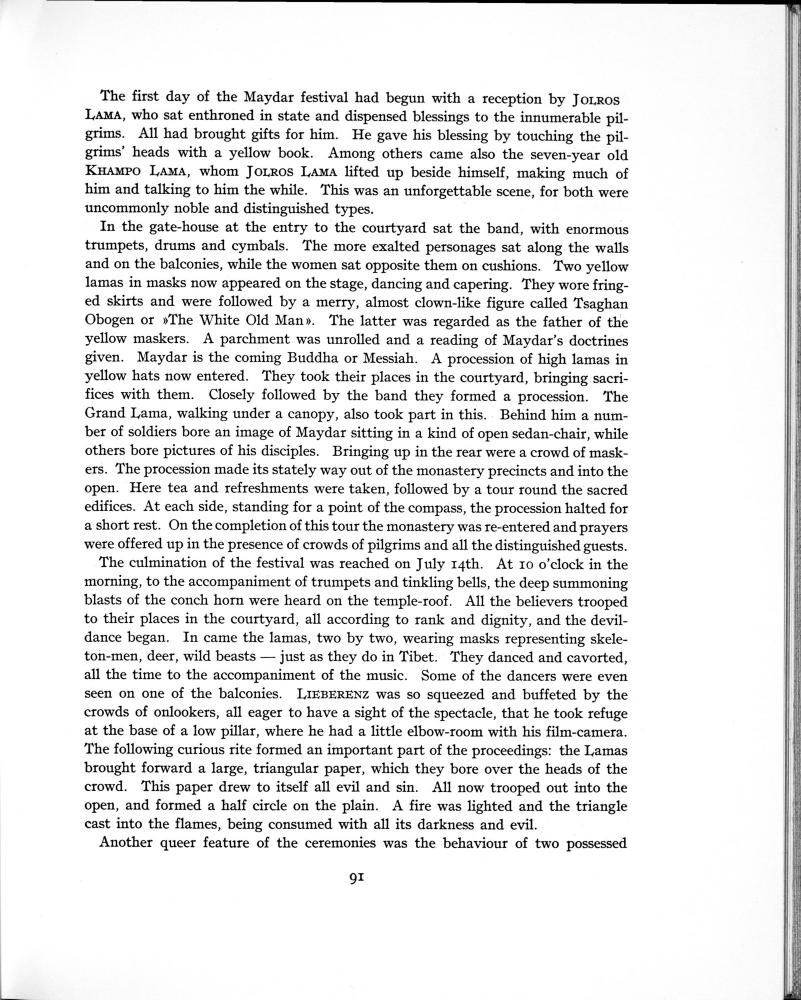 The first day of the Maydar festival had begun with a reception by JOLROS
LAMA, who sat enthroned in state and dispensed blessings to the innumerable pil-
grims. All had brought gifts for him. He gave his blessing by touching the pil-
grims' heads with a yellow book. Among others came also the seven-year old
KHAMPO LAMA, whom JOLROS LAMA lifted up beside himself, making much of
him and talking to him the while. This was an unforgettable scene, for both were
uncommonly noble and distinguished types.
In the gate-house at the entry to the courtyard sat the band, with enormous
trumpets, drums and cymbals. The more exalted personages sat along the walls
and on the balconies, while the women sat opposite them on cushions. Two yellow
lamas in masks now appeared on the stage, dancing and capering. They wore fring-
ed skirts and were followed by a merry, almost clown-like figure called Tsaghan
Obogen or »The White Old Man». The latter was regarded as the father of the
yellow maskers. A parchment was unrolled and a reading of Maydar's doctrines
given. Maydar is the coming Buddha or Messiah. A procession of high lamas in
yellow hats now entered. They took their places in the courtyard, bringing sacri-
fices with them. Closely followed by the band they formed a procession. The
Grand Lama, walking under a canopy, also took part in this. Behind him a num-
ber of soldiers bore an image of Maydar sitting in a kind of open sedan-chair, while
others bore pictures of his disciples. Bringing up in the rear were a crowd of mask-
ers. The procession made its stately way out of the monastery precincts and into the
open. Here tea and refreshments were taken, followed by a tour round the sacred
edifices. At each side, standing for a point of the compass, the procession halted for
a short rest. On the completion of this tour the monastery was re-entered and prayers
were offered up in the presence of crowds of pilgrims and all the distinguished guests.
The culmination of the festival was reached on July 14th. At 10 o'clock in the
morning, to the accompaniment of trumpets and tinkling bells, the deep summoning
blasts of the conch horn were heard on the temple-roof. All the believers trooped
to their places in the courtyard, all according to rank and dignity, and the devil-
dance began. In came the lamas, two by two, wearing masks representing skele-
ton-men, deer, wild beasts — just as they do in Tibet. They danced and cavorted,
all the time to the accompaniment of the music. Some of the dancers were even
seen on one of the balconies. LIEBERENZ was so squeezed and buffeted by the
crowds of onlookers, all eager to have a sight of the spectacle, that he took refuge
at the base of a low pillar, where he had a little elbow-room with his film-camera.
The following curious rite formed an important part of the proceedings: the Lamas
brought forward a large, triangular paper, which they bore over the heads of the
crowd. This paper drew to itself all evil and sin. All now trooped out into the
open, and formed a half circle on the plain. A fire was lighted and the triangle
cast into the flames, being consumed with all its darkness and evil.
Another queer feature of the ceremonies was the behaviour of two possessed
91